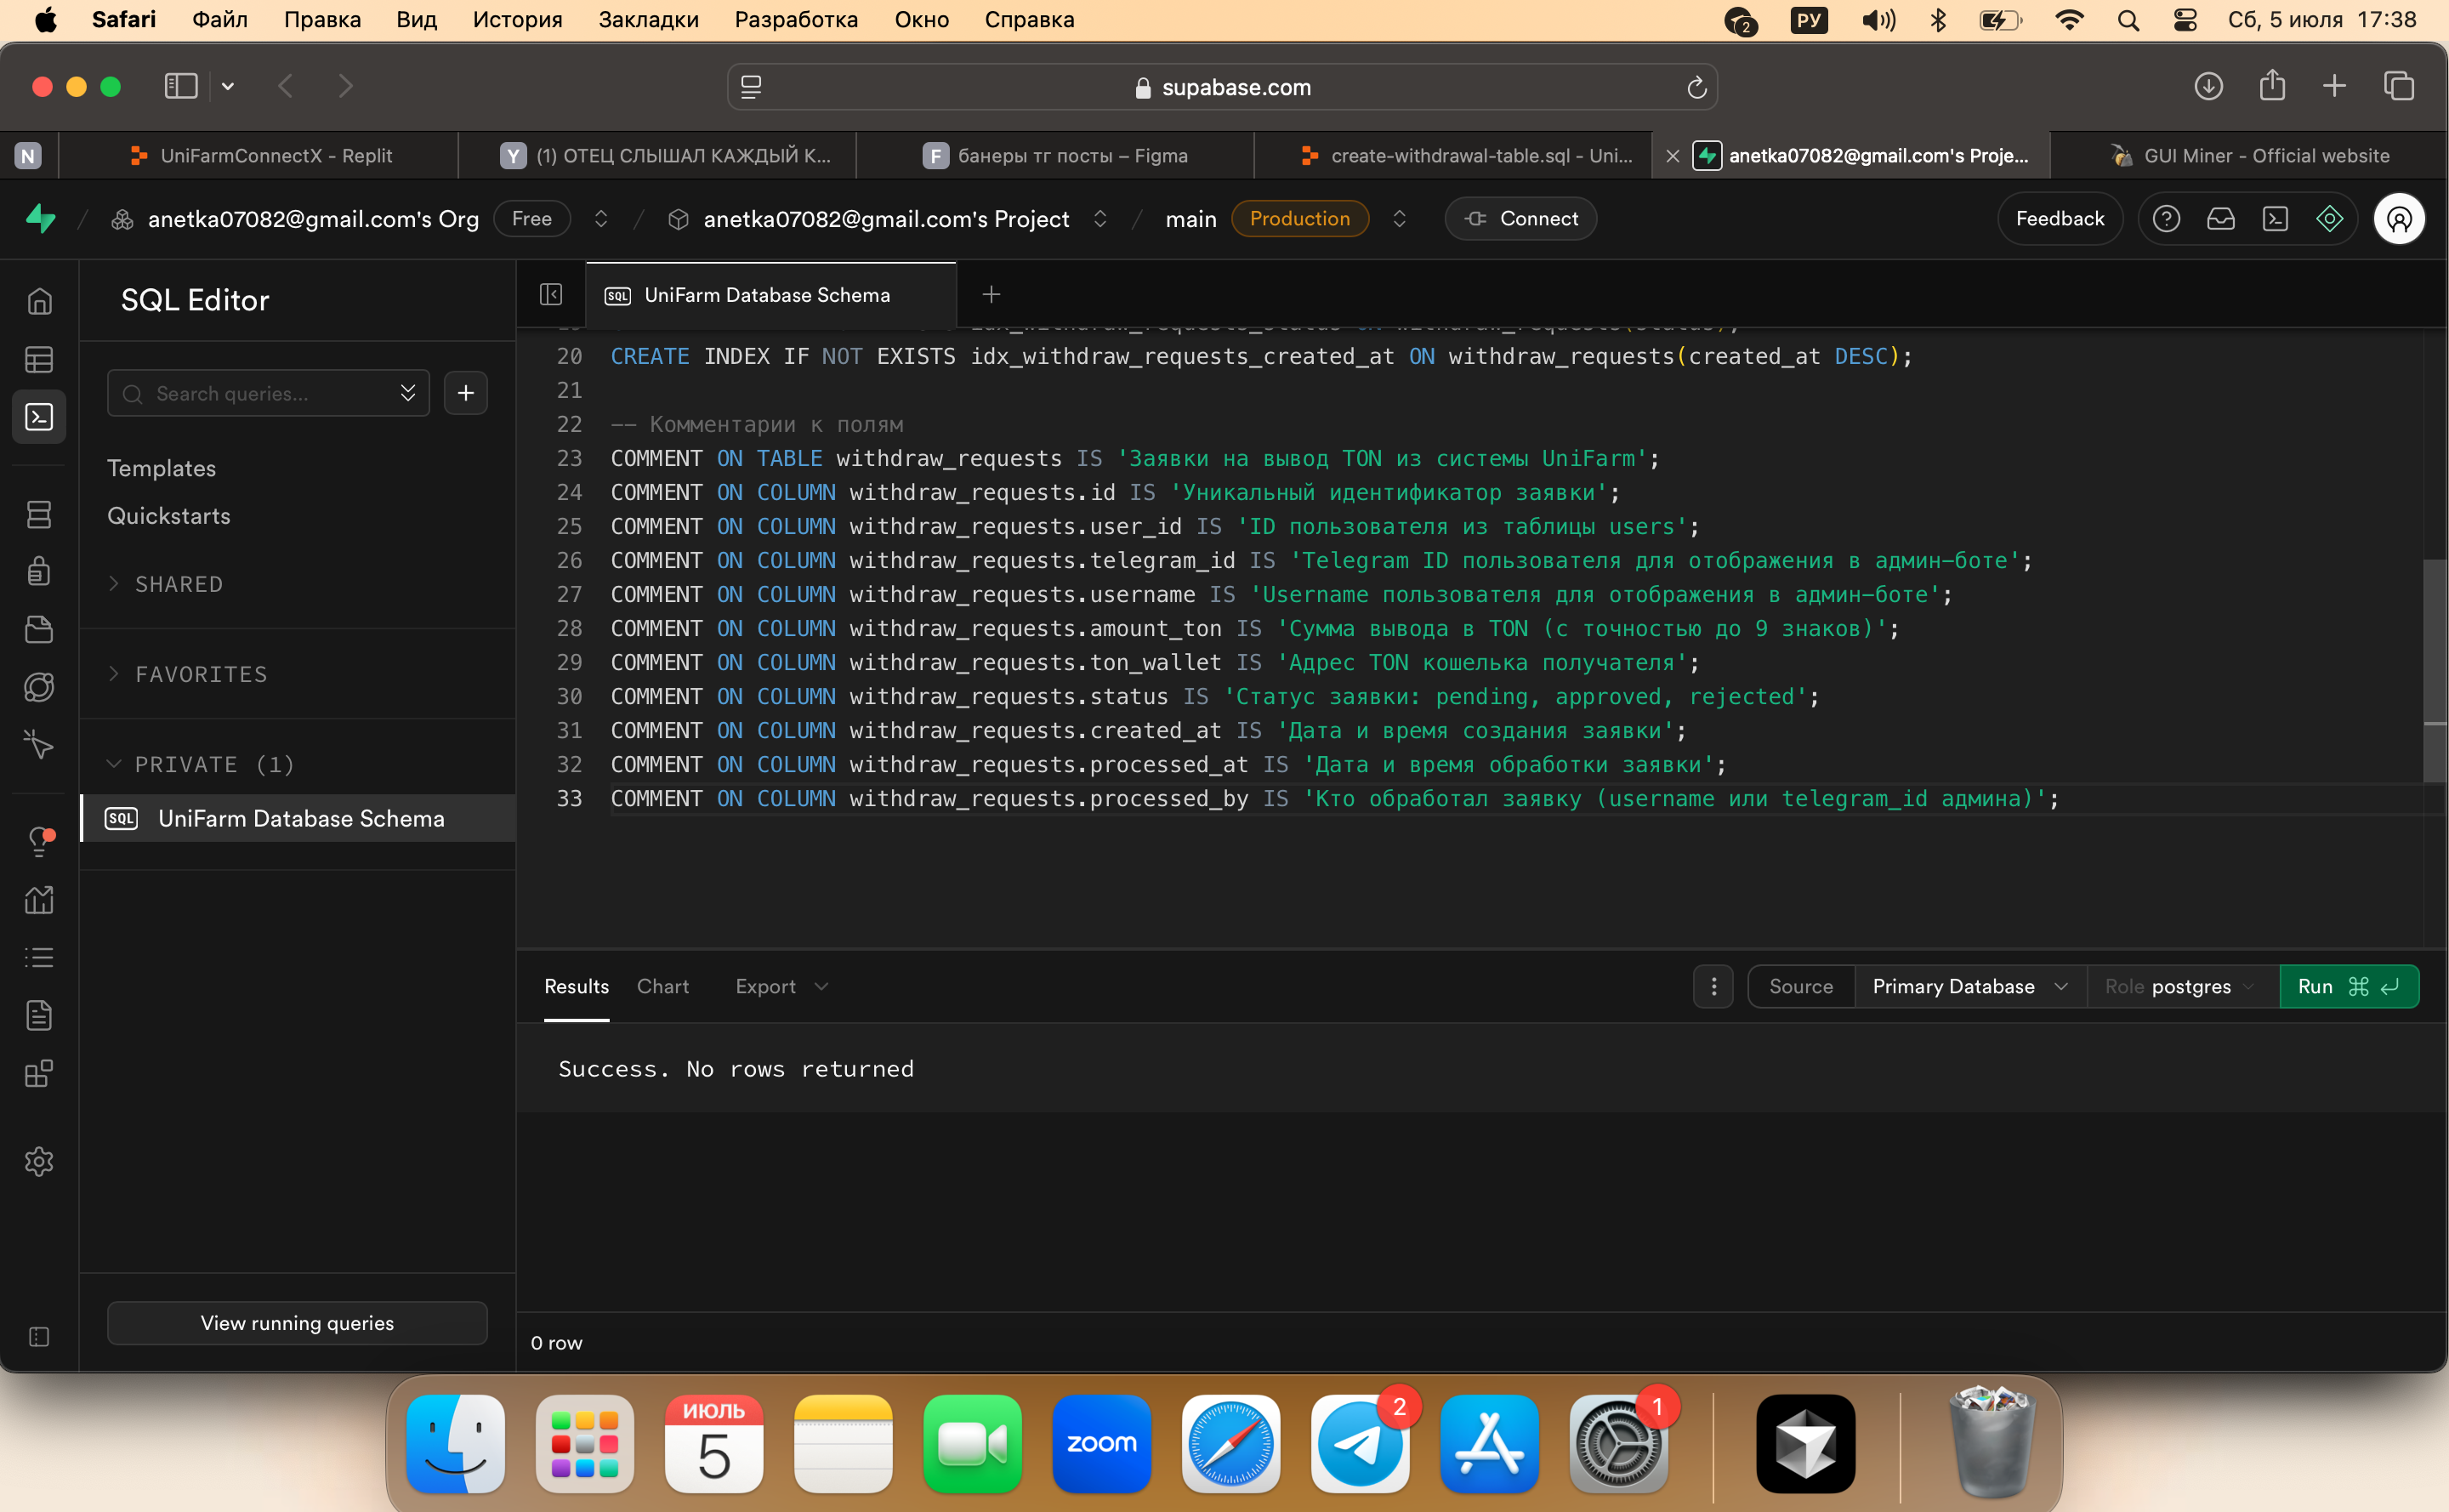 Safari Файл Правка Вид История Закладки Разработка Окно Справка 2 РУ Сб, 5 июля 17:38
supabase.com
N UniFarmConnectX - Replit Y (1) ОТЕЦ СЛЫШАЛ КАЖДЫЙ К... F банеры тг посты – Figma create-withdrawal-table.sql - Uni... anetka07082@gmail.com's Proje... GUI Miner - Official website
anetka07082@gmail.com's Org Free anetka07082@gmail.com's Project main Production Connect Feedback
SQL Editor
SQL UniFarm Database Schema
Search queries...
Templates
Quickstarts
SHARED
FAVORITES
PRIVATE (1)
SQL UniFarm Database Schema
View running queries
idx_withdraw_requests_status ON withdraw_requests(status);
20 CREATE INDEX IF NOT EXISTS idx_withdraw_requests_created_at ON withdraw_requests(created_at DESC);
21
22 -- Комментарии к полям
23 COMMENT ON TABLE withdraw_requests IS 'Заявки на вывод TON из системы UniFarm';
24 COMMENT ON COLUMN withdraw_requests.id IS 'Уникальный идентификатор заявки';
25 COMMENT ON COLUMN withdraw_requests.user_id IS 'ID пользователя из таблицы users';
26 COMMENT ON COLUMN withdraw_requests.telegram_id IS 'Telegram ID пользователя для отображения в админ-боте';
27 COMMENT ON COLUMN withdraw_requests.username IS 'Username пользователя для отображения в админ-боте';
28 COMMENT ON COLUMN withdraw_requests.amount_ton IS 'Сумма вывода в TON (с точностью до 9 знаков)';
29 COMMENT ON COLUMN withdraw_requests.ton_wallet IS 'Адрес TON кошелька получателя';
30 COMMENT ON COLUMN withdraw_requests.status IS 'Статус заявки: pending, approved, rejected';
31 COMMENT ON COLUMN withdraw_requests.created_at IS 'Дата и время создания заявки';
32 COMMENT ON COLUMN withdraw_requests.processed_at IS 'Дата и время обработки заявки';
33 COMMENT ON COLUMN withdraw_requests.processed_by IS 'Кто обработал заявку (username или telegram_id админа)';
Results Chart Export Source Primary Database Role postgres Run ⌘ ↵
Success. No rows returned
0 row
ИЮЛЬ
5
zoom
2
1